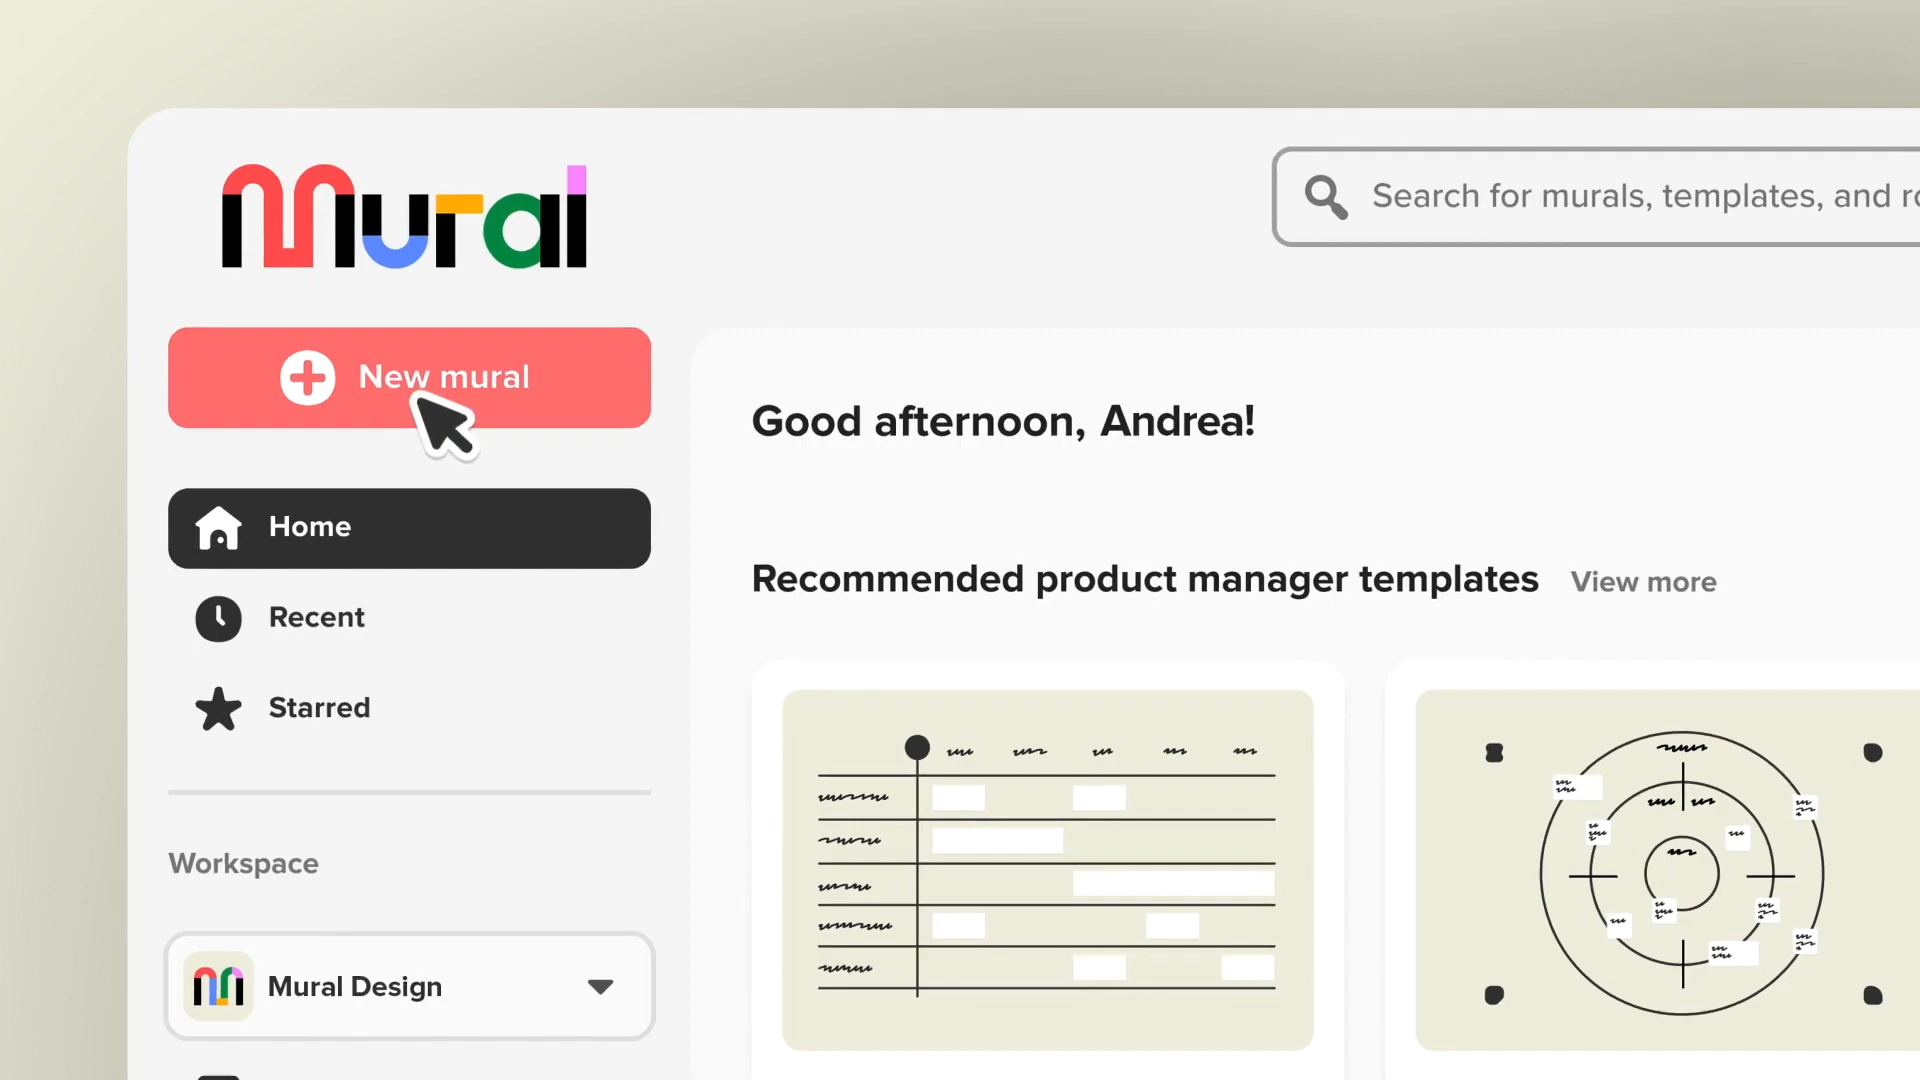 Mural
Search for murals, templates, and ro
New mural
Good afternoon, Andrea!
Home
Recommended product manager templates View more
Recent
Starred
Workspace
Mural Design